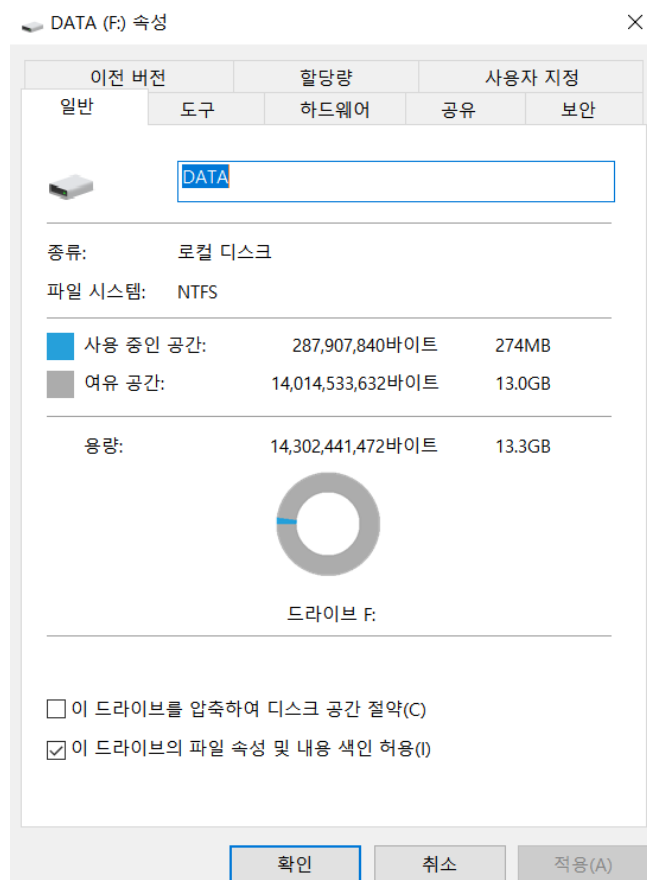 DATA (F:) 속성
이전 버전 할당량 사용자 지정
일반 도구 하드웨어 공유 보안
DATA
종류: 로컬 디스크
파일 시스템: NTFS
사용 중인 공간: 287,907,840바이트 274MB
여유 공간: 14,014,533,632바이트 13.0GB
용량: 14,302,441,472바이트 13.3GB
드라이브 F:
이 드라이브를 압축하여 디스크 공간 절약(C)
이 드라이브의 파일 속성 및 내용 색인 허용(I)
확인 취소 적용(A)